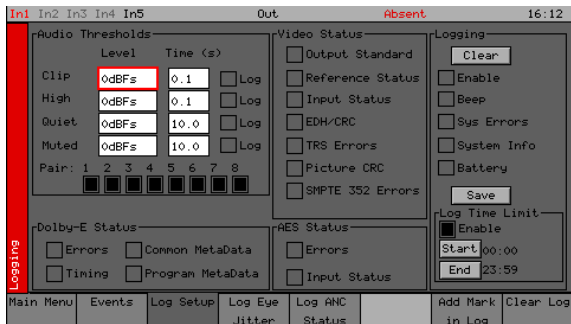 In1 In2 In3 In4 In5 Out Absent 16:12
Audio Thresholds
Level Time (s)
Clip 0dBFs 0.1 Log
High 0dBFs 0.1 Log
Quiet 0dBFs 10.0 Log
Muted 0dBFs 10.0 Log
Pair: 1 2 3 4 5 6 7 8
Video Status
Output Standard
Reference Status
Input Status
EDH/CRC
TRS Errors
Picture CRC
SMPTE 352 Errors
Logging
Clear
Enable
Beep
Sys Errors
System Info
Battery
Save
Log Time Limit
Enable
Start 00:00
End 23:59
Dolby-E Status
Errors Common MetaData
Timing Program MetaData
AES Status
Errors
Input Status
Logging
Main Menu
Events
Log Setup
Log Eye
Jitter
Log ANC
Status
Add Mark
in Log
Clear Log